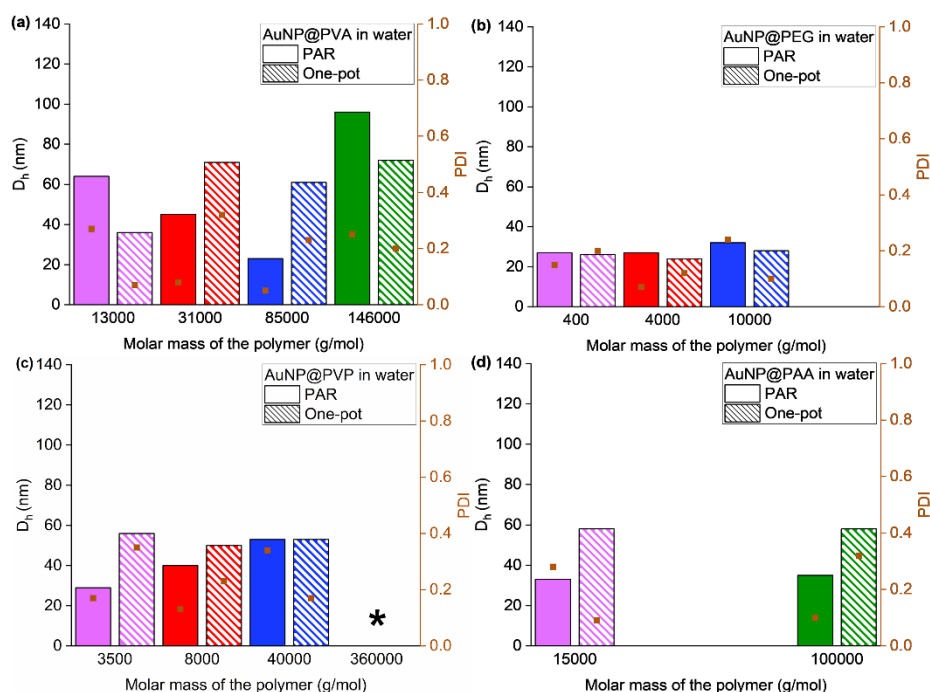 (a)
AuNP@PVA in water
PAR
One-pot
140
120
100
80
60
40
20
0
D_h (nm)
1.0
0.8
0.6
0.4
0.2
0.0
PDI
13000 31000 85000 146000
Molar mass of the polymer (g/mol)
(b)
AuNP@PEG in water
PAR
One-pot
140
120
100
80
60
40
20
0
D_h (nm)
1.0
0.8
0.6
0.4
0.2
0.0
PDI
400 4000 10000
Molar mass of the polymer (g/mol)
(c)
AuNP@PVP in water
PAR
One-pot
140
120
100
80
60
40
20
0
D_h (nm)
1.0
0.8
0.6
0.4
0.2
0.0
PDI
*
3500 8000 40000 360000
Molar mass of the polymer (g/mol)
(d)
AuNP@PAA in water
PAR
One-pot
140
120
100
80
60
40
20
0
D_h (nm)
1.0
0.8
0.6
0.4
0.2
0.0
PDI
15000 100000
Molar mass of the polymer (g/mol)